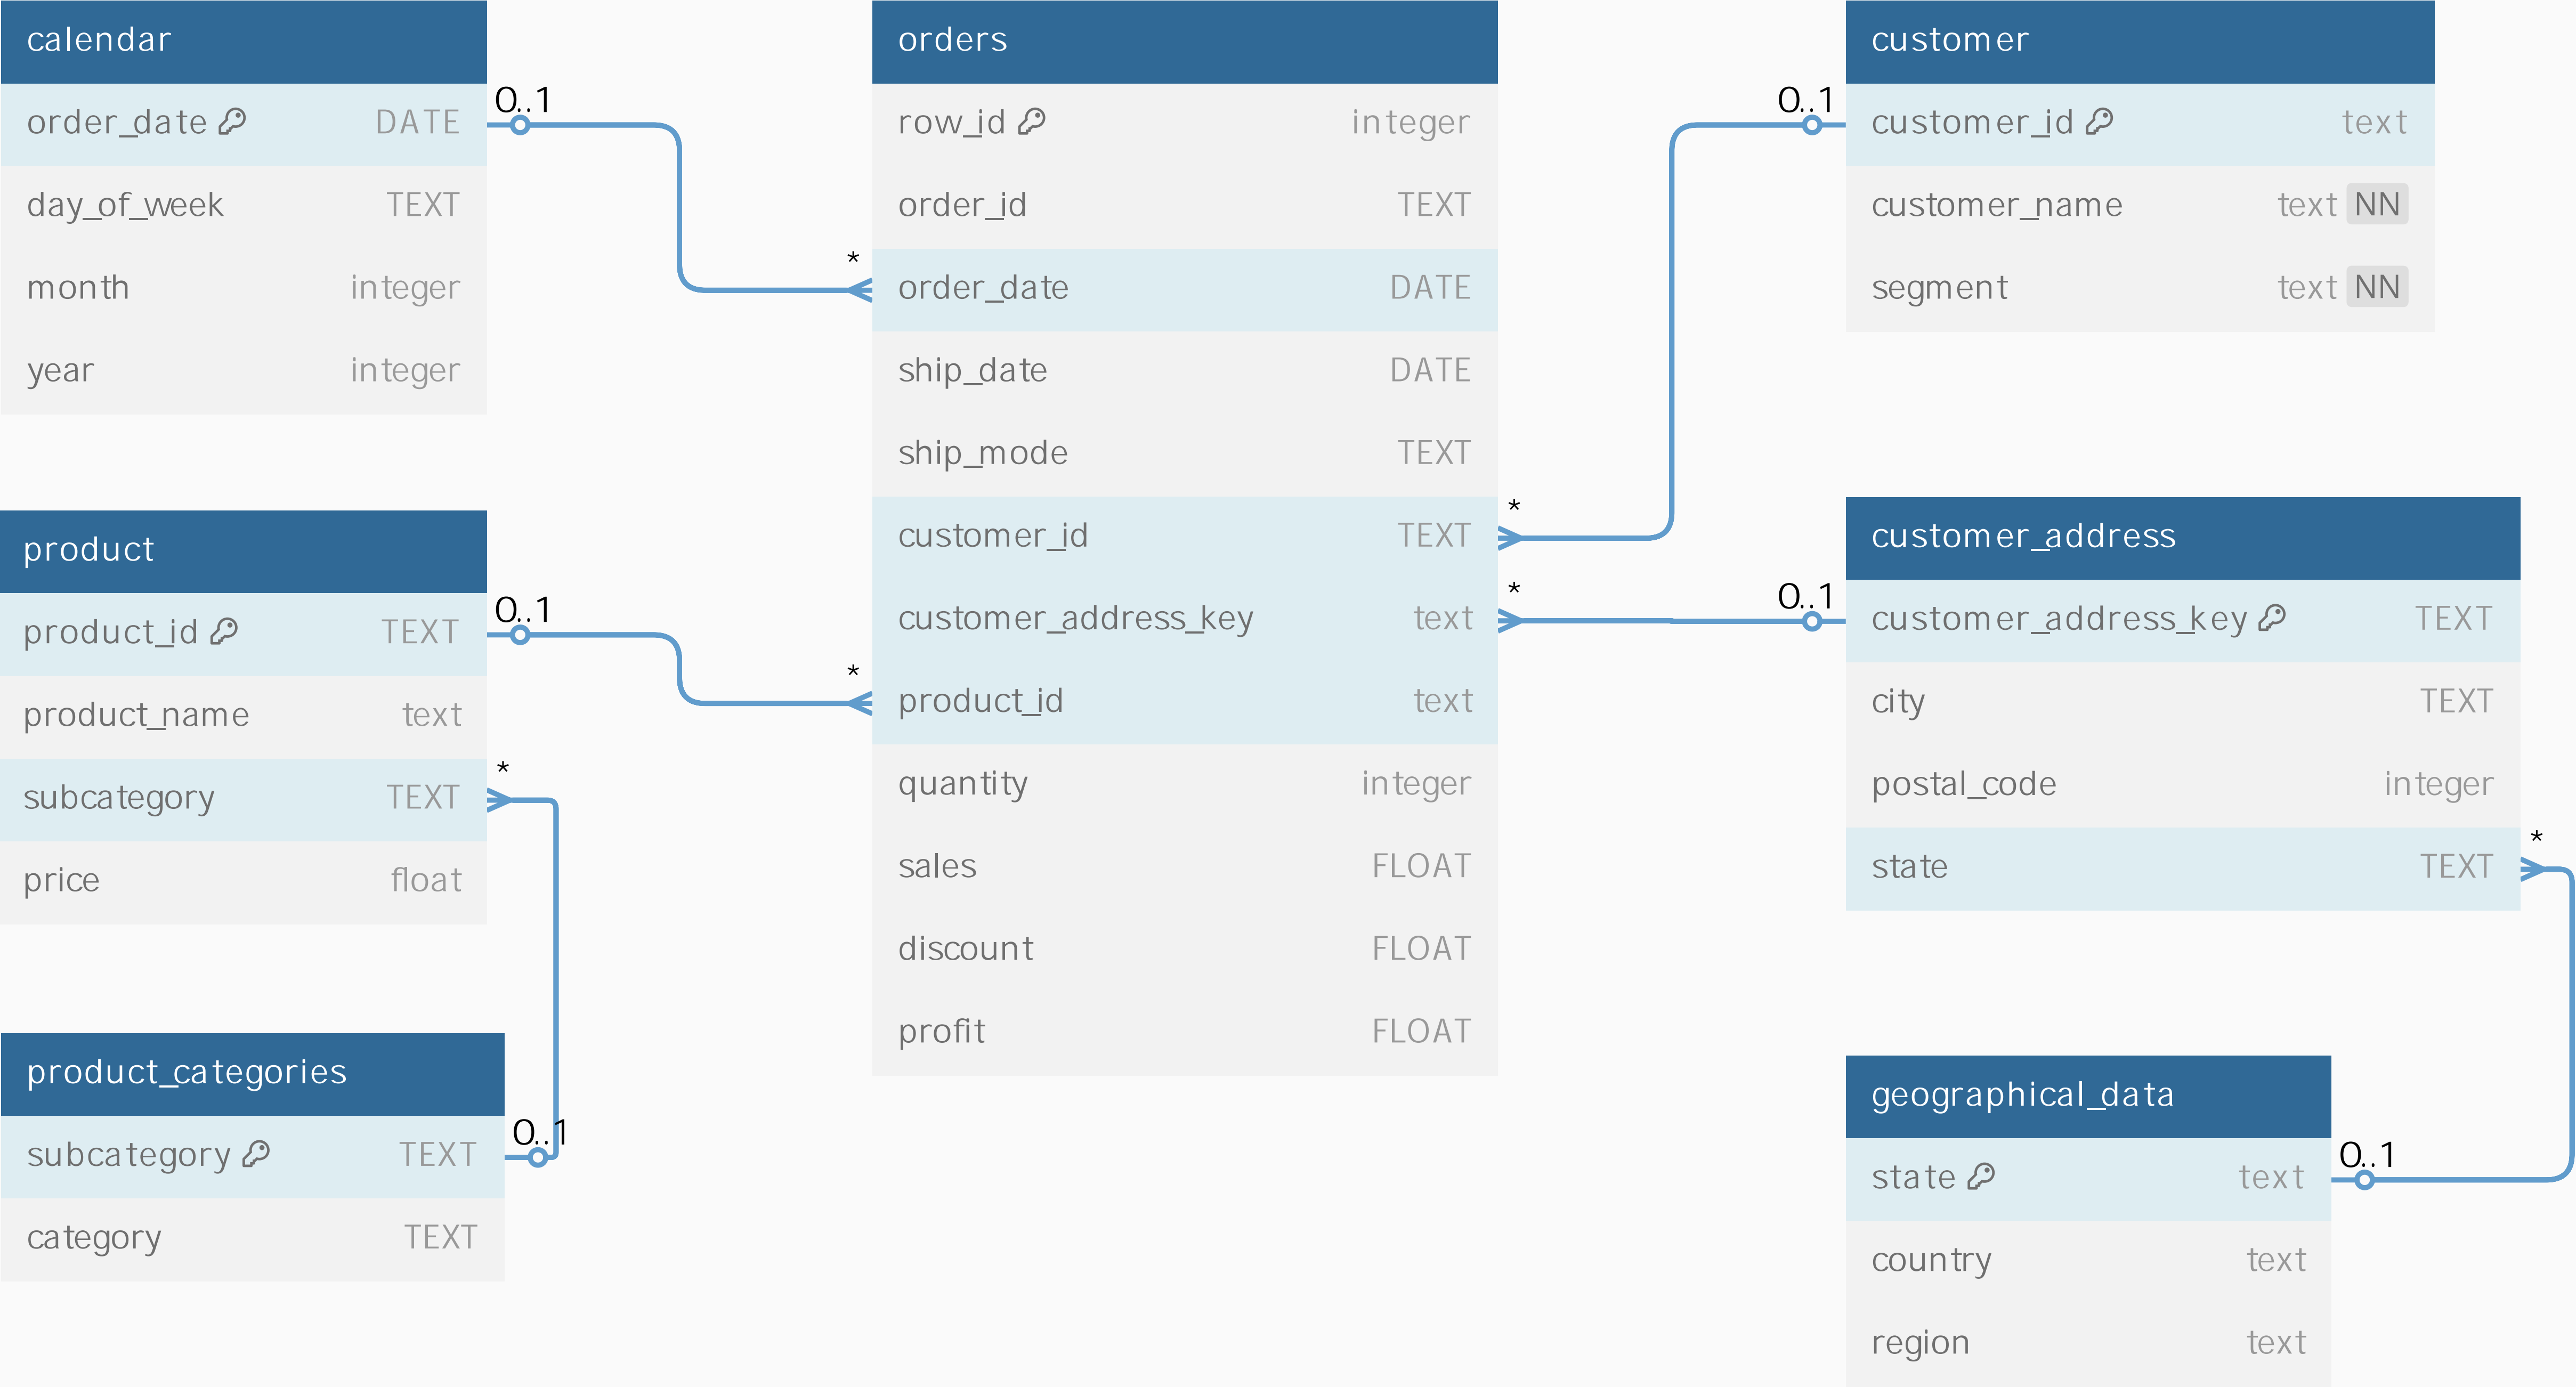 calendar
order_date DATE
day_of_week TEXT
month integer
year integer
0..1
*
orders
row_id integer
order_id TEXT
order_date DATE
ship_date DATE
ship_mode TEXT
customer_id TEXT
customer_address_key text
product_id text
quantity integer
sales FLOAT
discount FLOAT
profit FLOAT
*
*
0..1
0..1
customer
customer_id text
customer_name text NN
segment text NN
product
product_id TEXT
product_name text
subcategory TEXT
price float
0..1
*
*
customer_address
customer_address_key TEXT
city TEXT
postal_code integer
state TEXT
*
product_categories
subcategory TEXT
category TEXT
0..1
geographical_data
state text
country text
region text
0..1